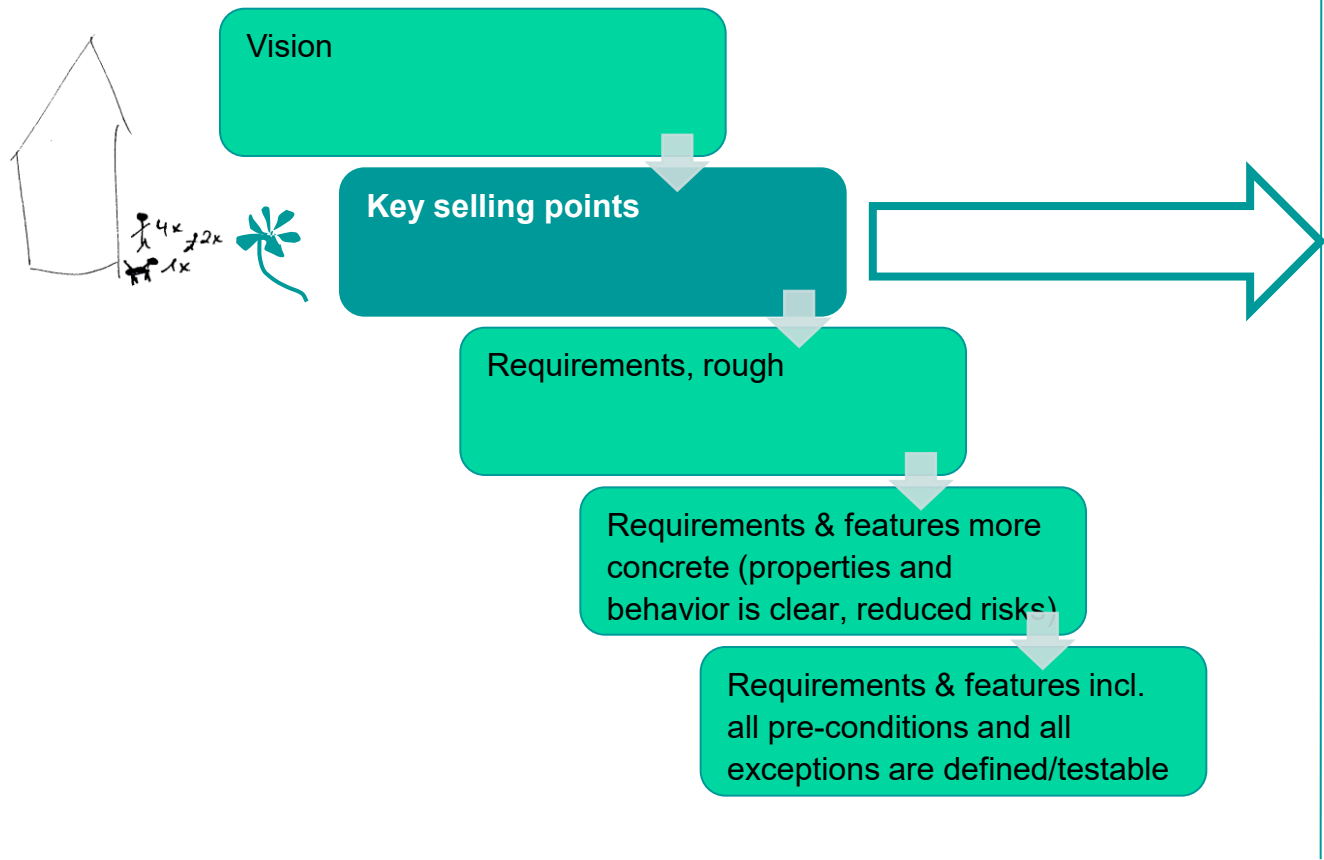 Vision
Key selling points
4x
2x
1x
Requirements, rough
Requirements & features more
concrete (properties and
behavior is clear, reduced risks)
Requirements & features incl.
all pre-conditions and all
exceptions are defined/testable